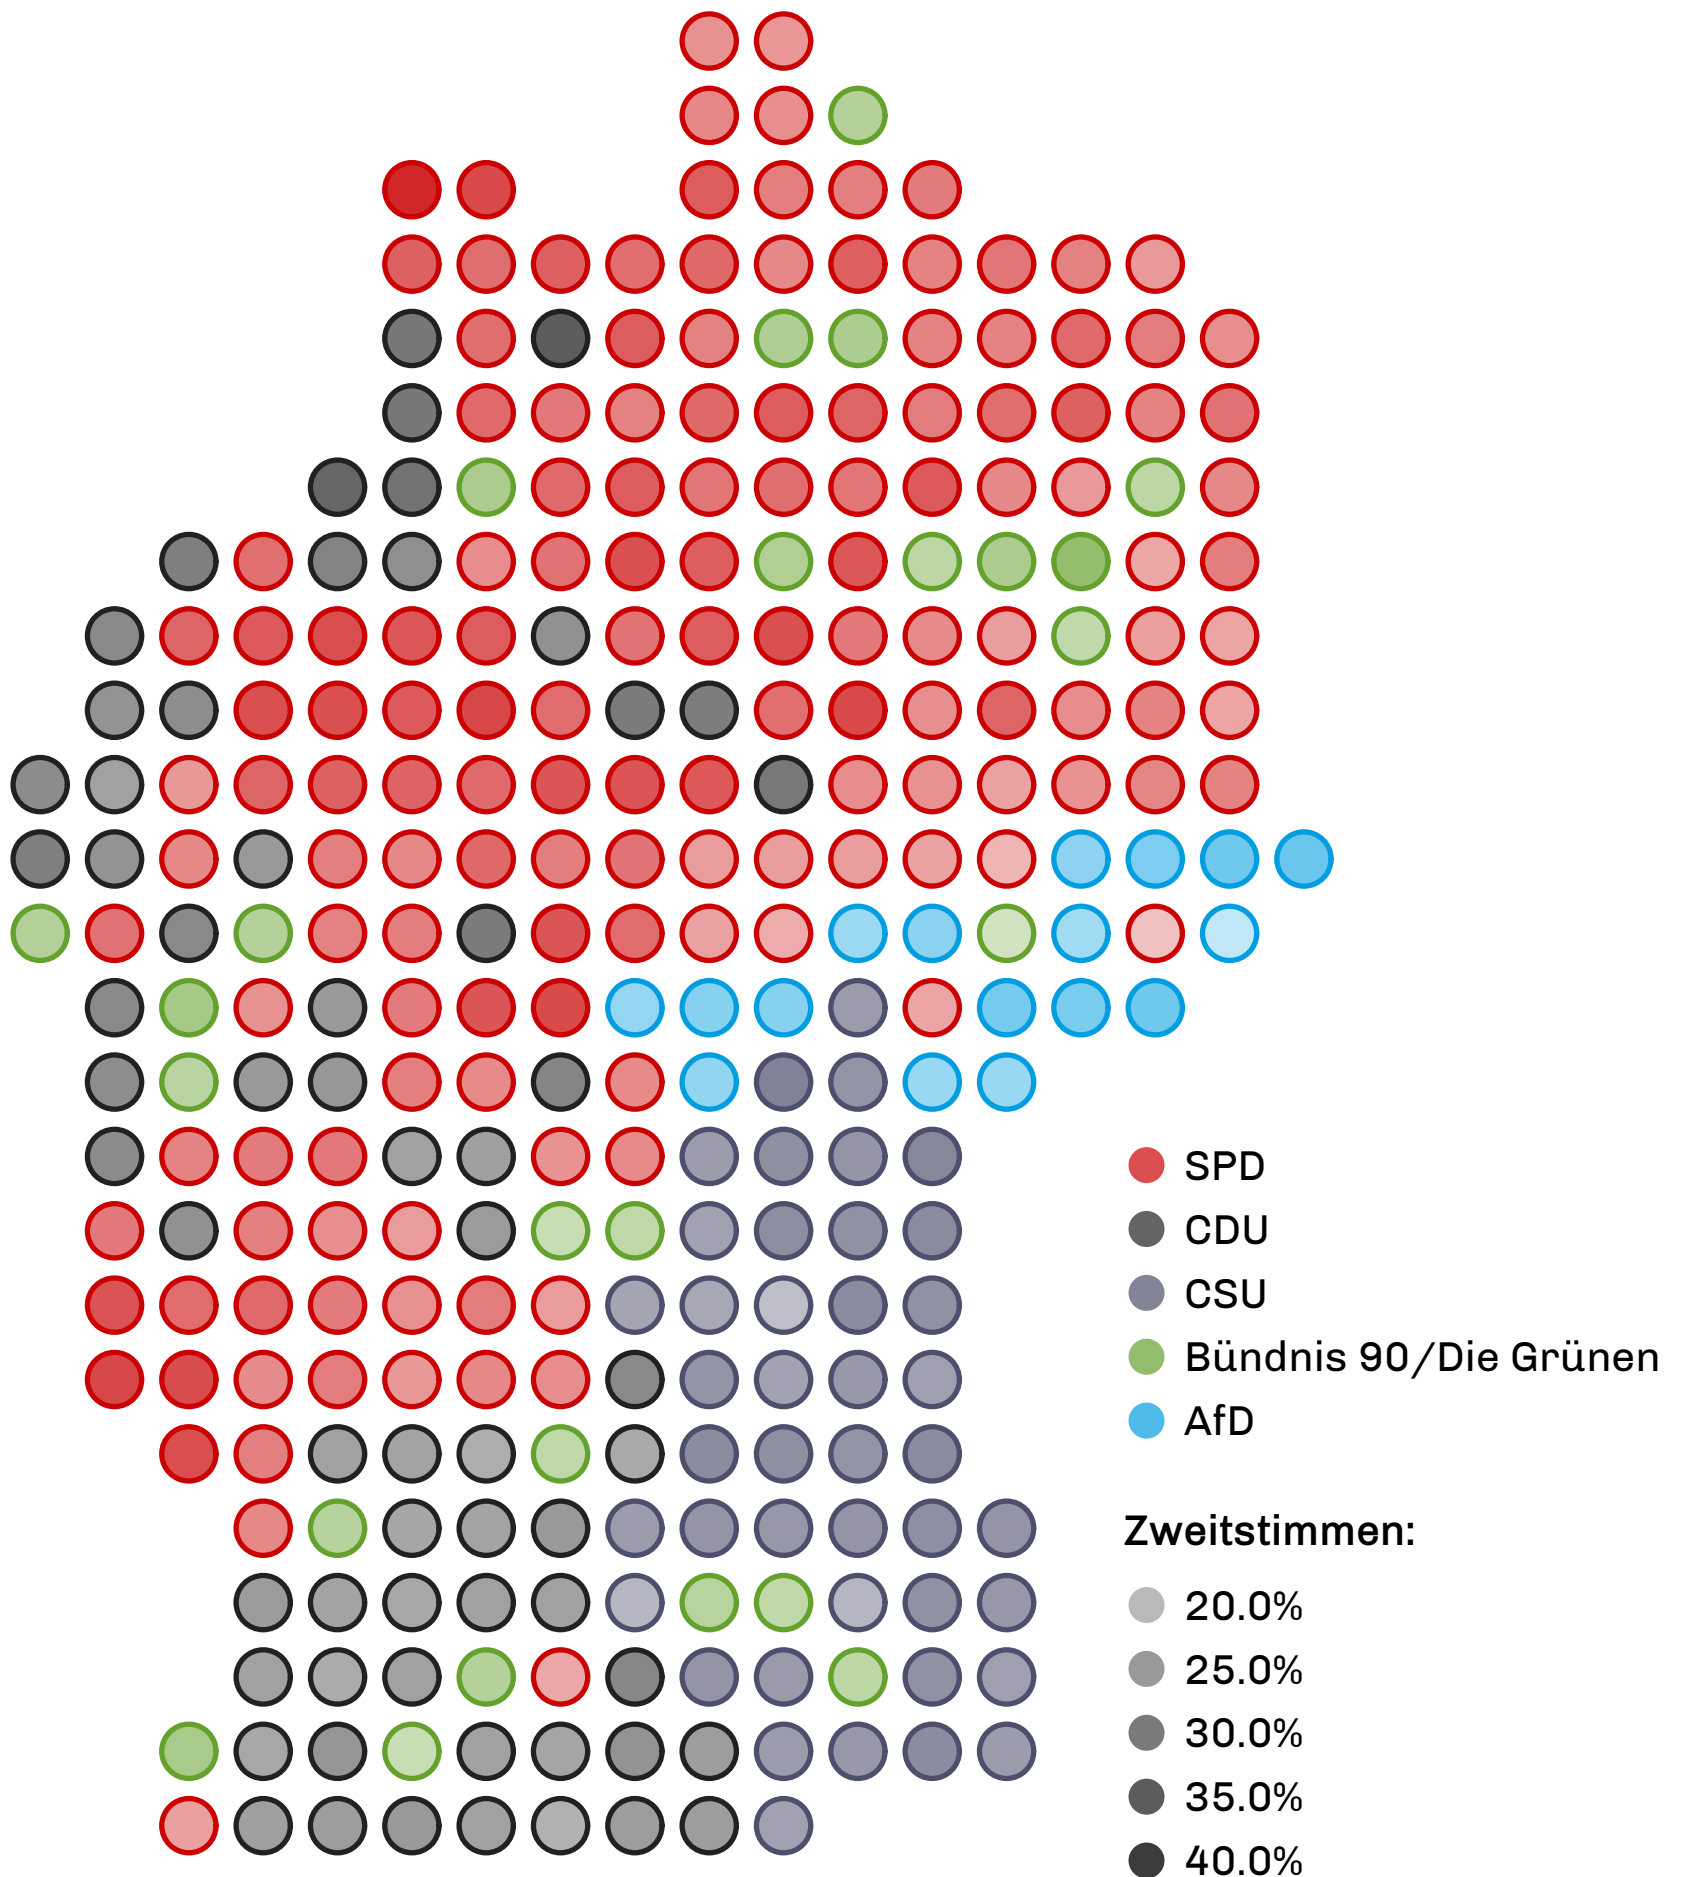 SPD
CDU
CSU
Bündnis 90/Die Grünen
AfD
Zweitstimmen:
20.0%
25.0%
30.0%
35.0%
40.0%